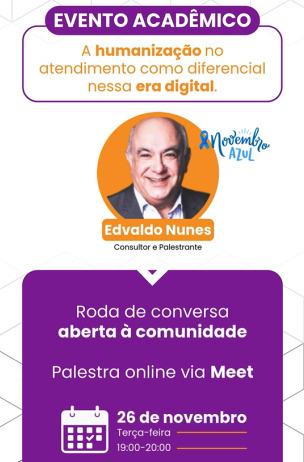 EVENTO ACADÊMICO
A humanização no
atendimento como diferencial
nessa era digital.
Novembro
AZUL
Edvaldo Nunes
Consultor e Palestrante
Roda de conversa
aberta à comunidade
Palestra online via Meet
26 de novembro
Terça-feira
19:00-20:00